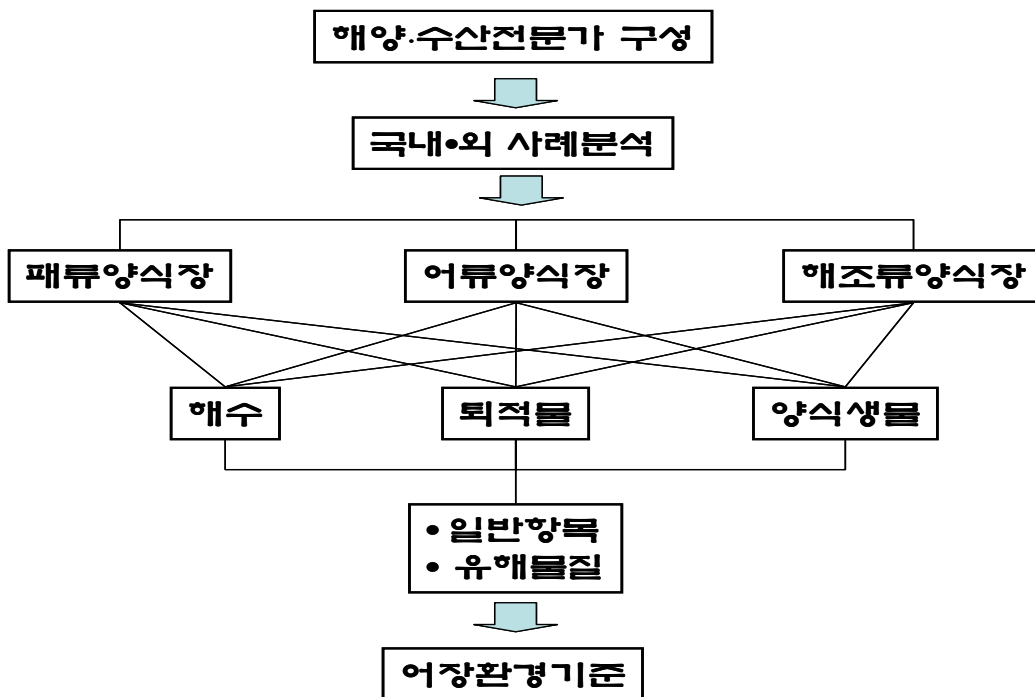 해양·수산전문가 구성
국내•외 사례분석
패류양식장
어류양식장
해조류양식장
해수
퇴적물
양식생물
• 일반항목
• 유해물질
어장환경기준